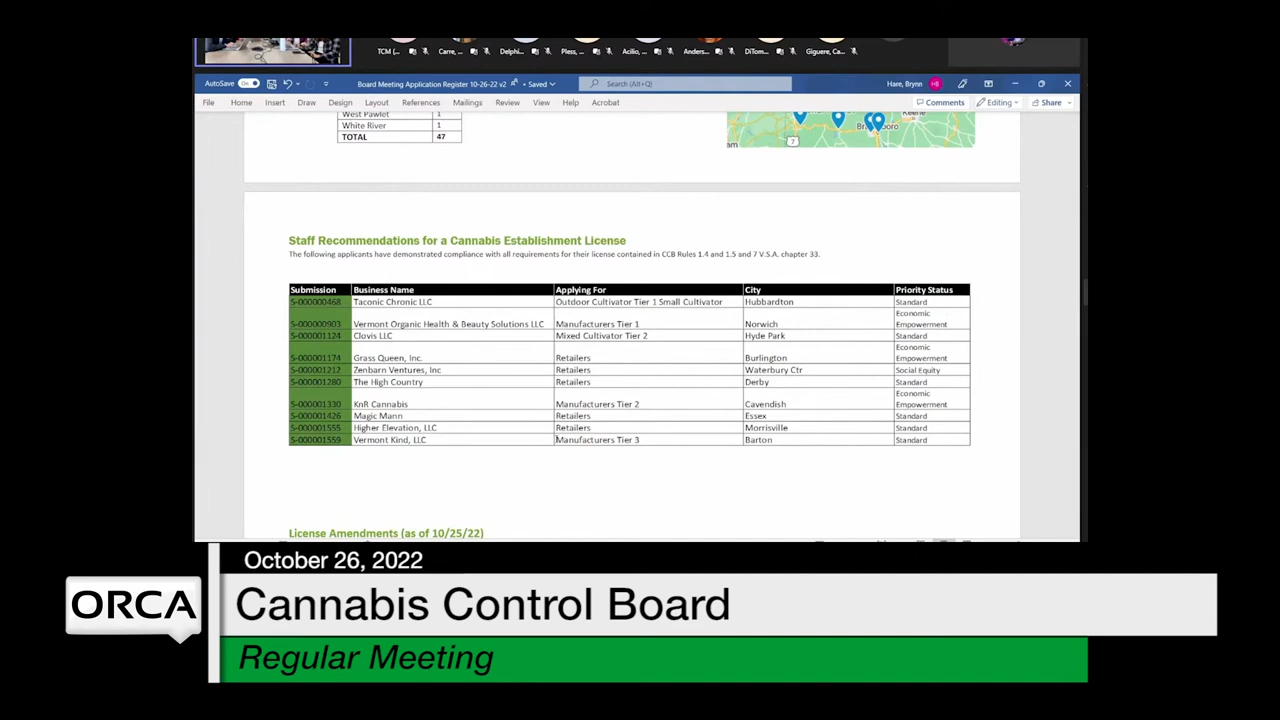 TCM (... Carre, ... Delphi... Pless, ... Acilio, ... Anders... DiTom... Giguere, Ca...
AutoSave On Board Meeting Application Register 10-26-22 v2 • Saved Search (Alt+Q) Hare, Brynn HB
File Home Insert Draw Design Layout References Mailings Review View Help Acrobat Comments Editing Share
West Pawlet 1
White River 1
TOTAL 47
Keene
Brattleboro
am 7
Staff Recommendations for a Cannabis Establishment License
The following applicants have demonstrated compliance with all requirements for their license contained in CCB Rules 1.4 and 1.5 and 7 V.S.A. chapter 33.
Submission Business Name Applying For City Priority Status
S-000000468 Taconic Chronic LLC Outdoor Cultivator Tier 1 Small Cultivator Hubbardton Standard
S-000000903 Vermont Organic Health & Beauty Solutions LLC Manufacturers Tier 1 Norwich Economic Empowerment
S-000001124 Clovis LLC Mixed Cultivator Tier 2 Hyde Park Standard
S-000001174 Grass Queen, Inc. Retailers Burlington Economic Empowerment
S-000001212 Zenbarn Ventures, Inc Retailers Waterbury Ctr Social Equity
S-000001280 The High Country Retailers Derby Standard
S-000001330 KnR Cannabis Manufacturers Tier 2 Cavendish Economic Empowerment
S-000001426 Magic Mann Retailers Essex Standard
S-000001555 Higher Elevation, LLC Retailers Morrisville Standard
S-000001559 Vermont Kind, LLC Manufacturers Tier 3 Barton Standard
License Amendments (as of 10/25/22)
October 26, 2022
ORCA
Cannabis Control Board
Regular Meeting